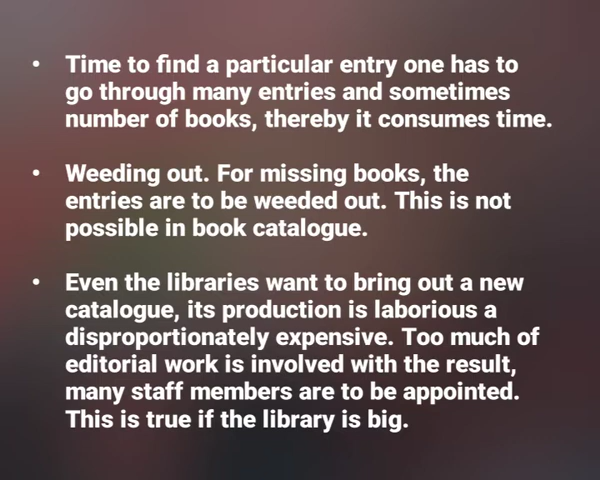 • Time to find a particular entry one has to
go through many entries and sometimes
number of books, thereby it consumes time.
• Weeding out. For missing books, the
entries are to be weeded out. This is not
possible in book catalogue.
• Even the libraries want to bring out a new
catalogue, its production is laborious a
disproportionately expensive. Too much of
editorial work is involved with the result,
many staff members are to be appointed.
This is true if the library is big.